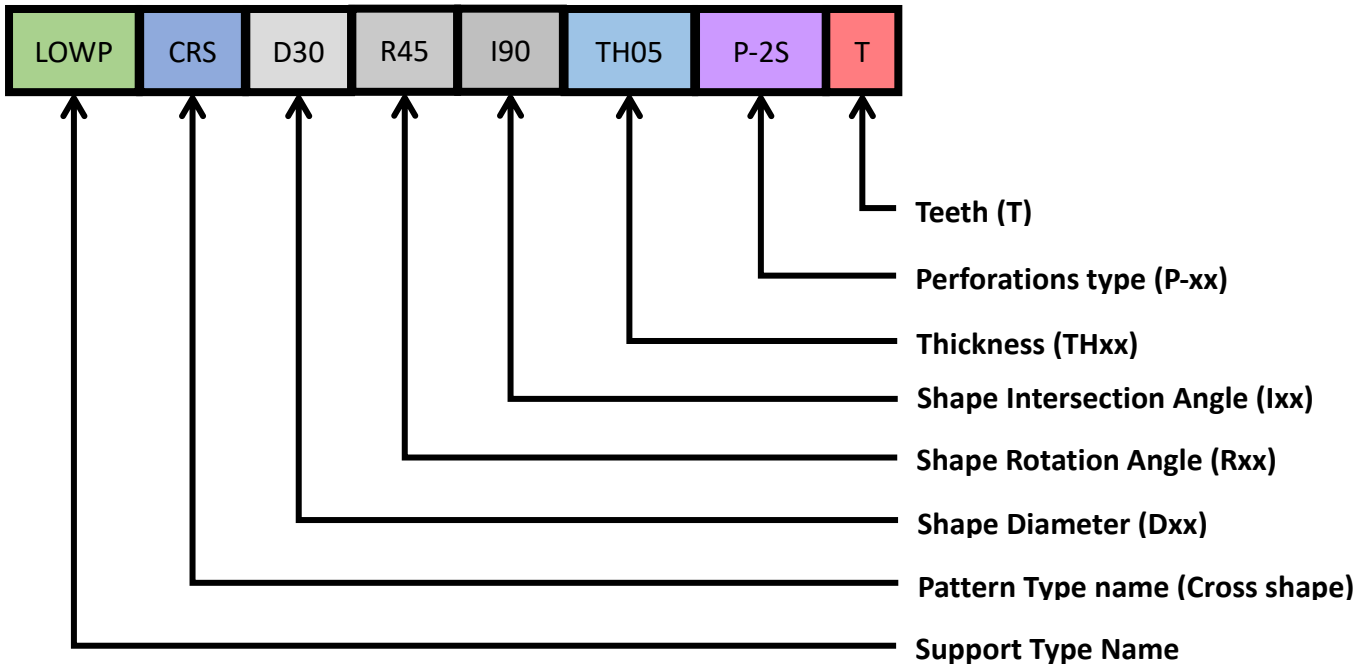 LOWP CRS D30 R45 I90 TH05 P-2S T
Teeth (T)
Perforations type (P-xx)
Thickness (THxx)
Shape Intersection Angle (Ixx)
Shape Rotation Angle (Rxx)
Shape Diameter (Dxx)
Pattern Type name (Cross shape)
Support Type Name